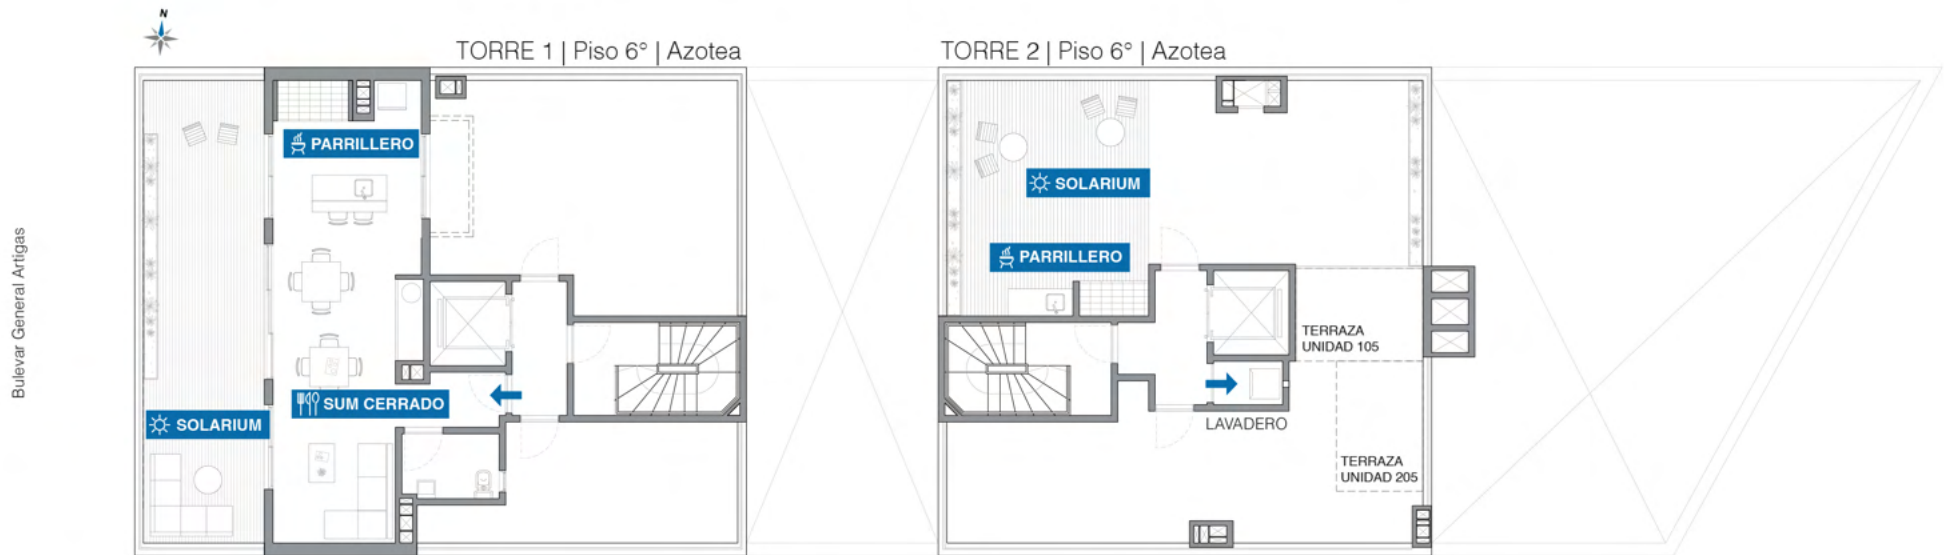 N
TORRE 1 | Piso 6° | Azotea
TORRE 2 | Piso 6° | Azotea
PARRILLERO
SOLARIUM
PARRILLERO
Bulevar General Artigas
TERRAZA
UNIDAD 105
SUM CERRADO
SOLARIUM
LAVADERO
TERRAZA
UNIDAD 205